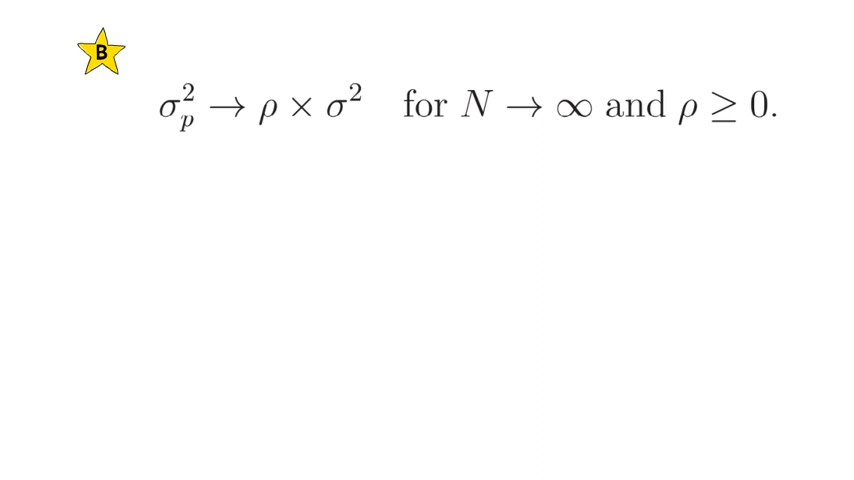 B
σ_p^2 → ρ × σ^2 for N → ∞ and ρ ≥ 0.